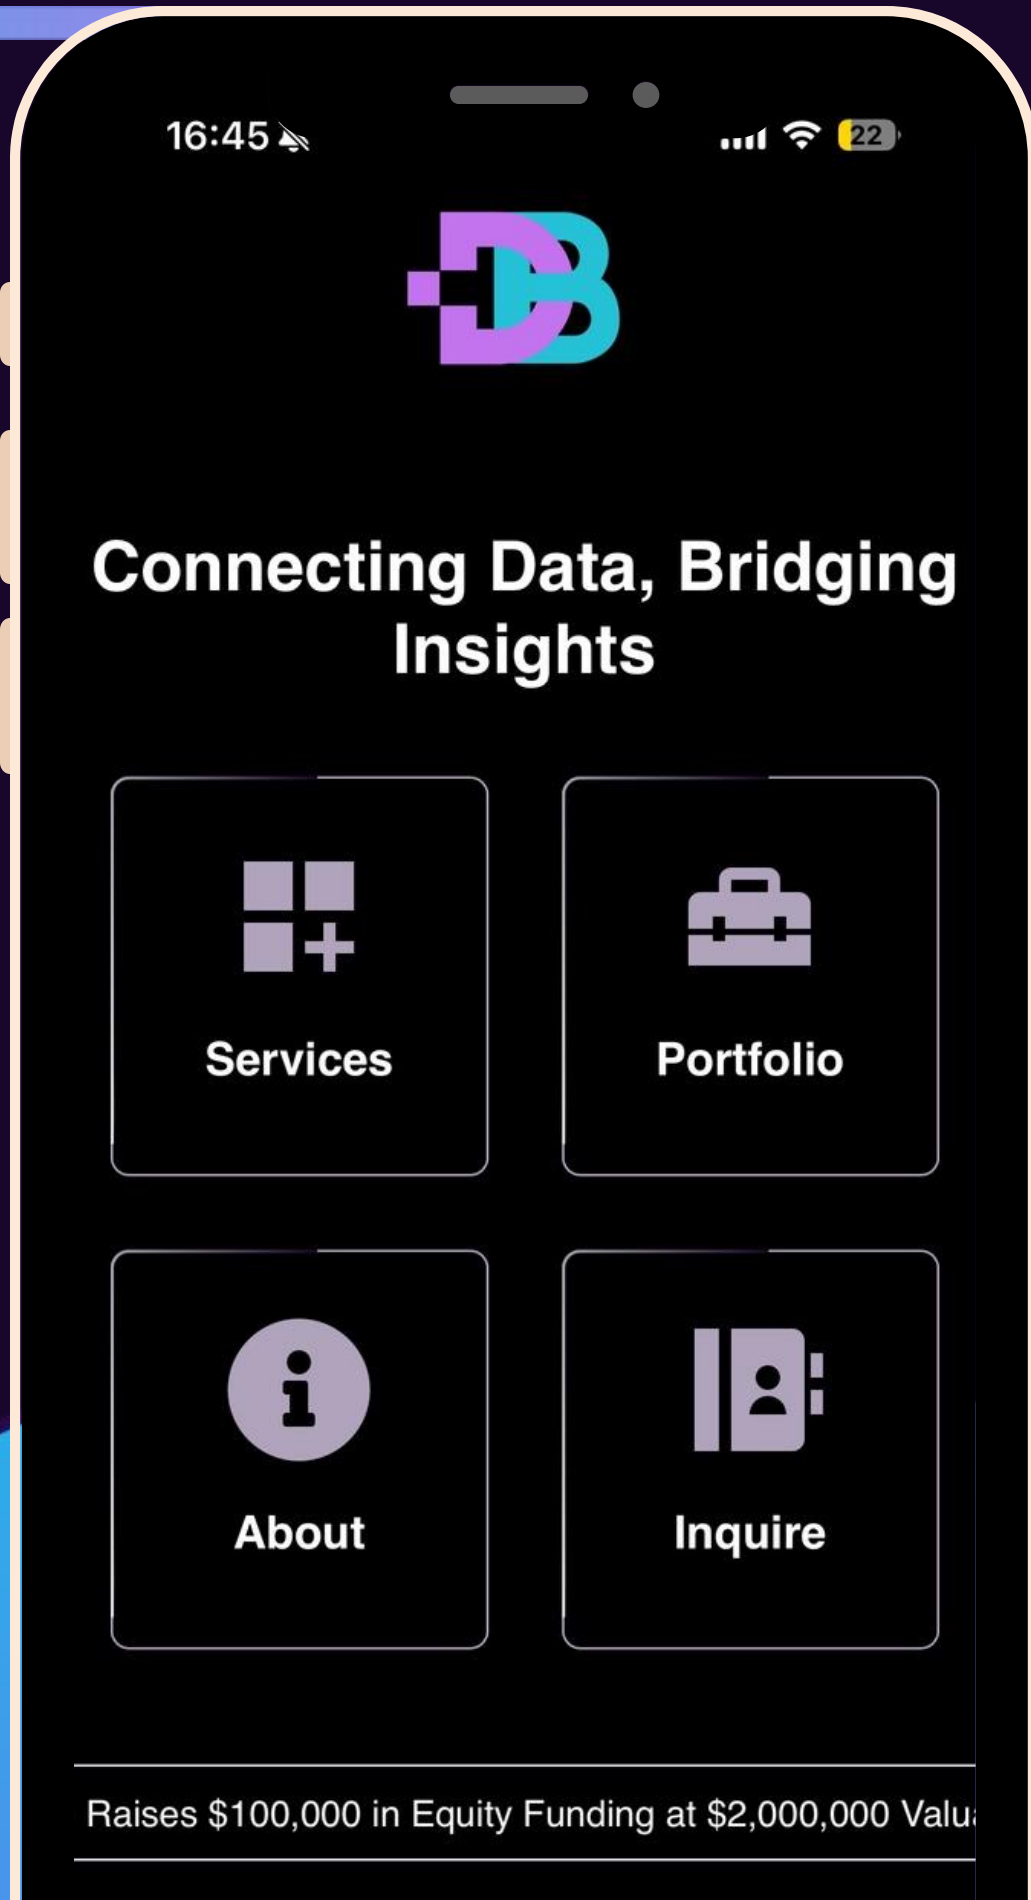 16:45
22
DB
Connecting Data, Bridging
Insights
Services
Portfolio
About
Inquire
Raises $100,000 in Equity Funding at $2,000,000